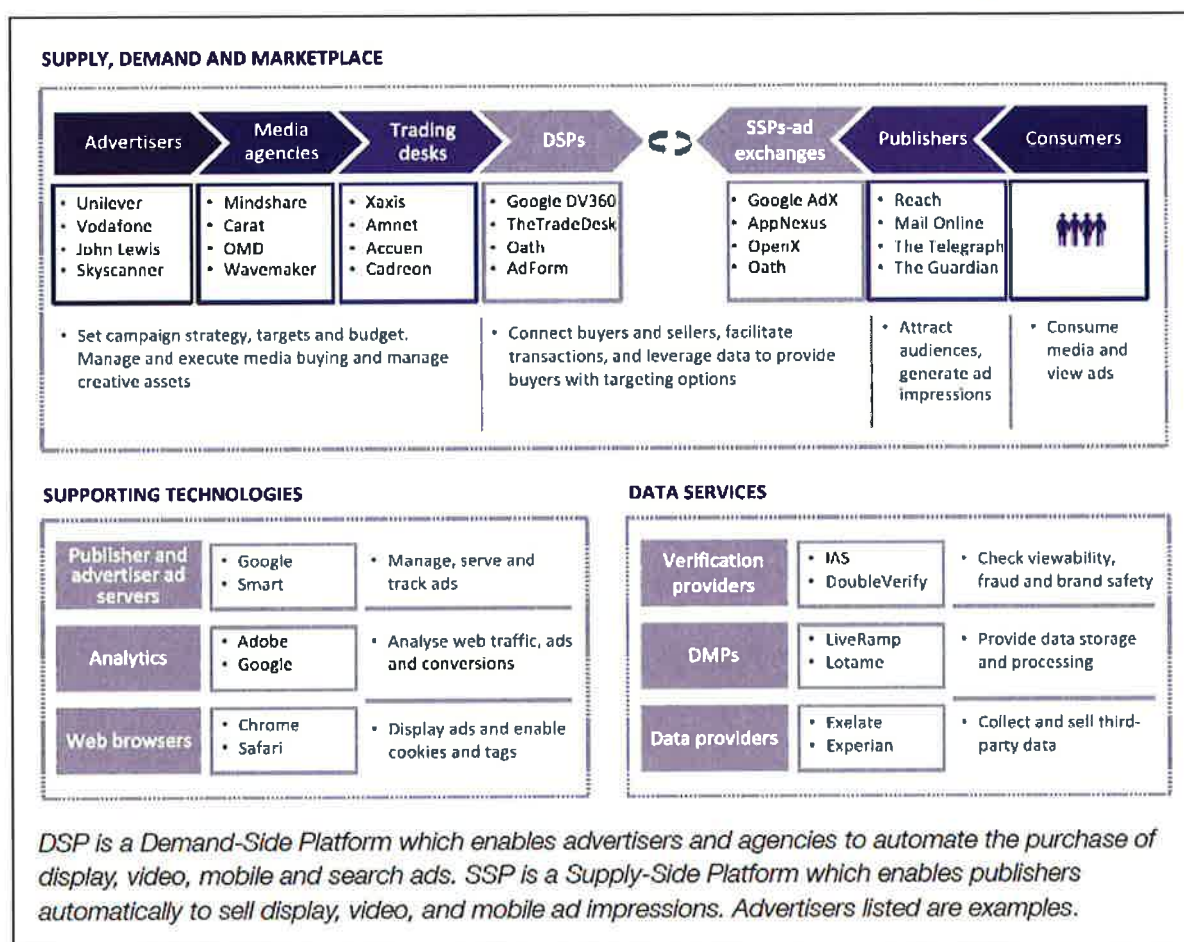 SUPPLY, DEMAND AND MARKETPLACE
Advertisers
Media
agencies
Trading
desks
DSPs
SSPs-ad
exchanges
Publishers
Consumers
• Unilever
• Vodafone
• John Lewis
• Skyscanner
• Mindshare
• Carat
• OMD
• Wavemaker
• Xaxis
• Amnet
• Accuen
• Cadreon
• Google DV360
• TheTradeDesk
• Oath
• AdForm
• Google AdX
• AppNexus
• OpenX
• Oath
• Reach
• Mail Online
• The Telegraph
• The Guardian
• Set campaign strategy, targets and budget.
Manage and execute media buying and manage
creative assets
• Connect buyers and sellers, facilitate
transactions, and leverage data to provide
buyers with targeting options
• Attract
audiences,
generate ad
impressions
• Consume
media and
view ads
SUPPORTING TECHNOLOGIES
Publisher and
advertiser ad
servers
• Google
• Smart
• Manage, serve and
track ads
Analytics
• Adobe
• Google
• Analyse web traffic, ads
and conversions
Web browsers
• Chrome
• Safari
• Display ads and enable
cookies and tags
DATA SERVICES
Verification
providers
• IAS
• DoubleVerify
• Check viewability,
fraud and brand safety
DMPs
• LiveRamp
• Lotame
• Provide data storage
and processing
Data providers
• Exelate
• Experian
• Collect and sell third-
party data
DSP is a Demand-Side Platform which enables advertisers and agencies to automate the purchase of
display, video, mobile and search ads. SSP is a Supply-Side Platform which enables publishers
automatically to sell display, video, and mobile ad impressions. Advertisers listed are examples.